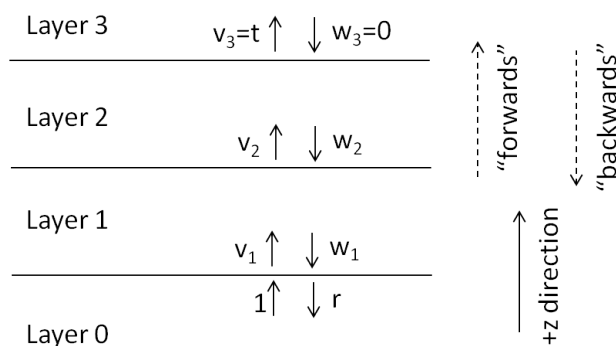 Layer 3
v₃=t w₃=0
Layer 2
v₂ w₂
Layer 1
v₁ w₁
1 r
Layer 0
“forwards”
“backwards”
+z direction